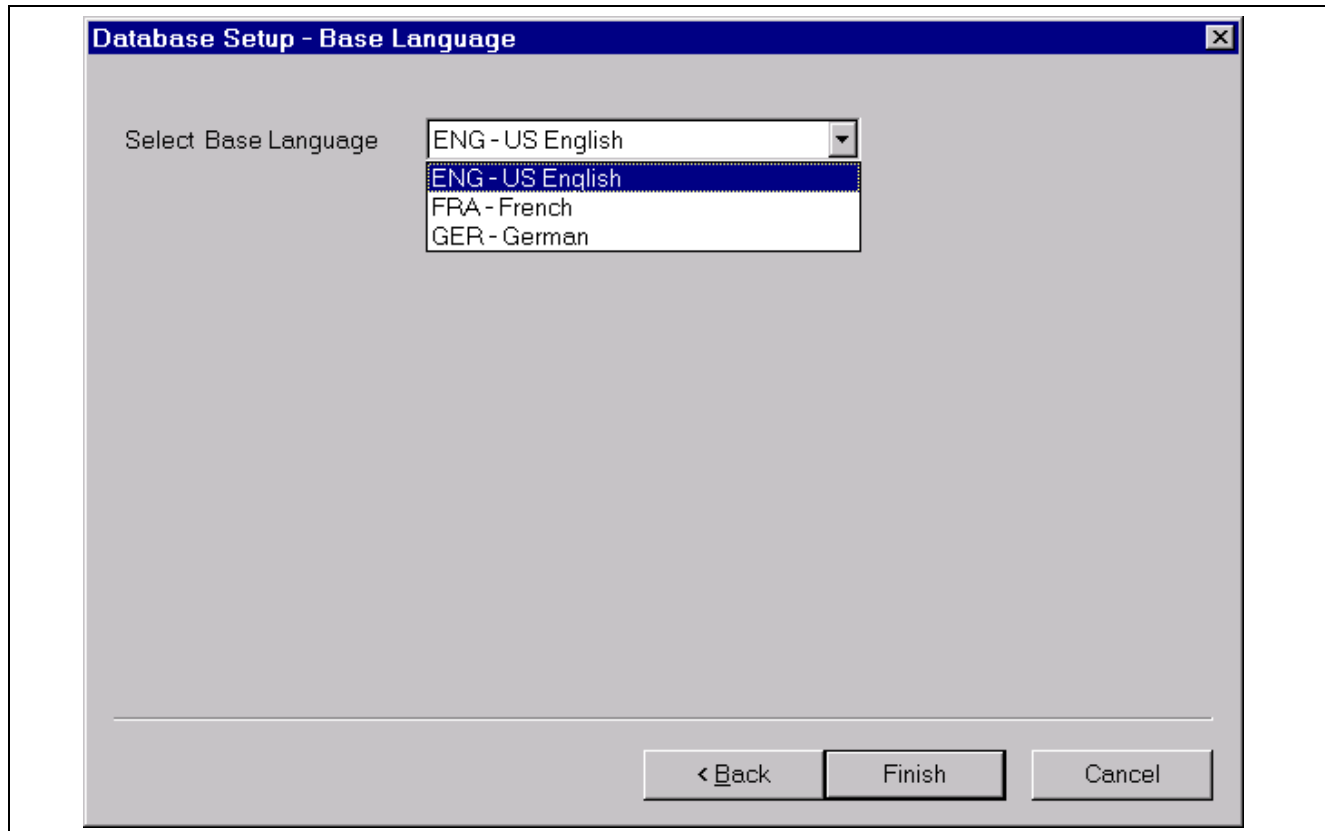 Database Setup - Base Language
Select Base Language ENG - US English
ENG - US English
FRA - French
GER - German
< Back Finish Cancel